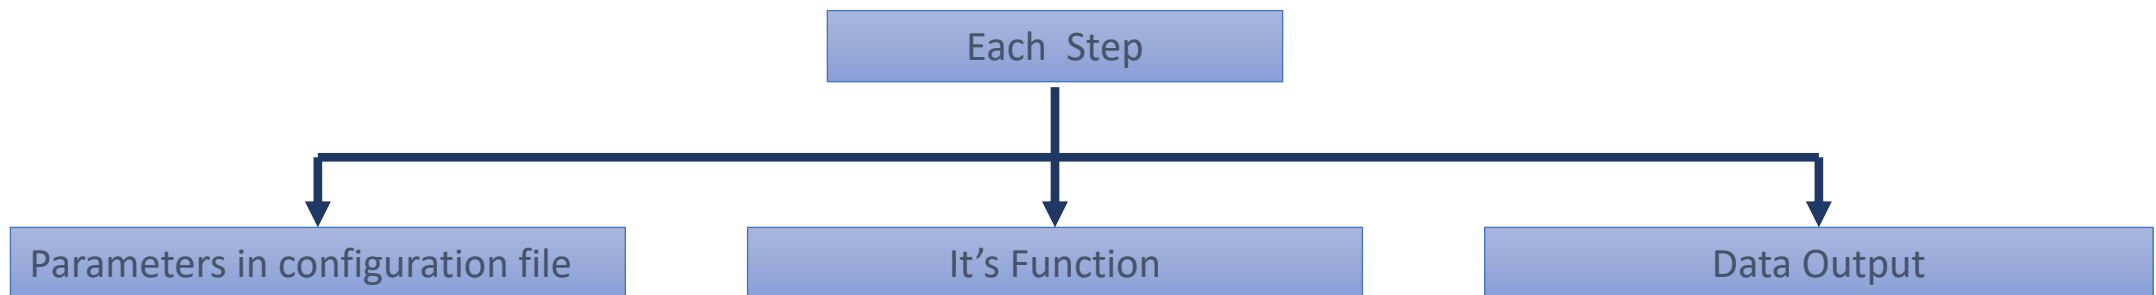 Each Step
Parameters in configuration file
It’s Function
Data Output